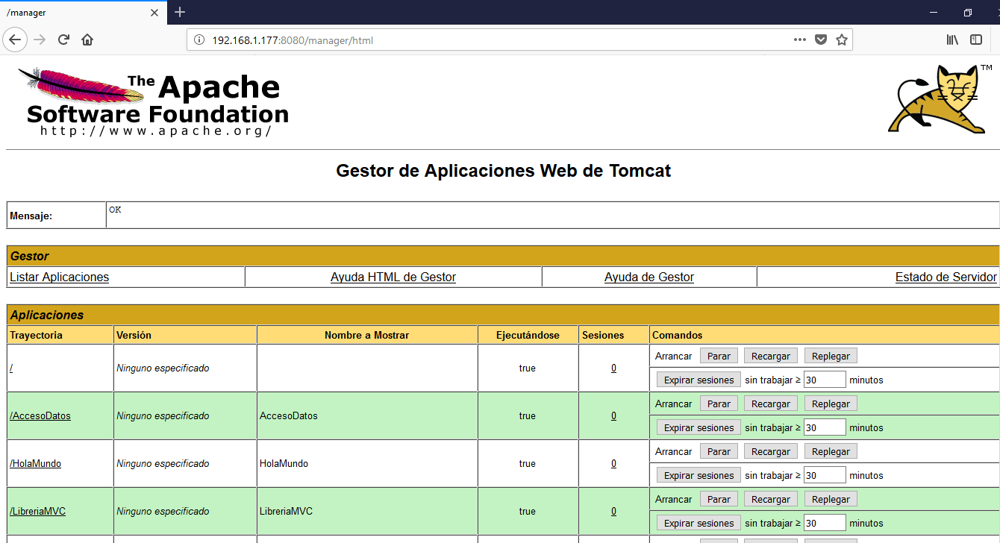 /manager
192.168.1.177:8080/manager/html
The Apache
Software Foundation
http://www.apache.org/
TM
Gestor de Aplicaciones Web de Tomcat
Mensaje: OK
Gestor
Listar Aplicaciones Ayuda HTML de Gestor Ayuda de Gestor Estado de Servidor
Aplicaciones
Trayectoria Versión Nombre a Mostrar Ejecutándose Sesiones Comandos
/ Ninguno especificado true 0 Arrancar Parar Recargar Replegar
Expirar sesiones sin trabajar ≥ 30 minutos
/AccesoDatos Ninguno especificado AccesoDatos true 0 Arrancar Parar Recargar Replegar
Expirar sesiones sin trabajar ≥ 30 minutos
/HolaMundo Ninguno especificado HolaMundo true 0 Arrancar Parar Recargar Replegar
Expirar sesiones sin trabajar ≥ 30 minutos
/LibreriaMVC Ninguno especificado LibreriaMVC true 0 Arrancar Parar Recargar Replegar
Expirar sesiones sin trabajar ≥ 30 minutos